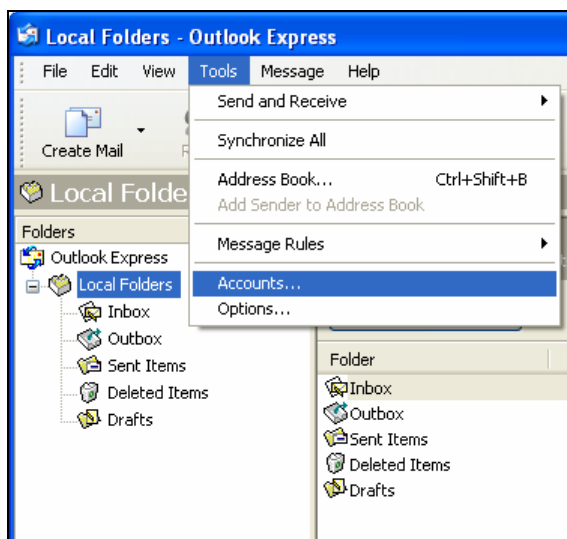 Local Folders - Outlook Express
File Edit View Tools Message Help
Send and Receive
Synchronize All
Address Book... Ctrl+Shift+B
Add Sender to Address Book
Message Rules
Accounts...
Options...
Create Mail
Local Folde
Folders
Outlook Express
Local Folders
Inbox
Outbox
Sent Items
Deleted Items
Drafts
Folder
Inbox
Outbox
Sent Items
Deleted Items
Drafts